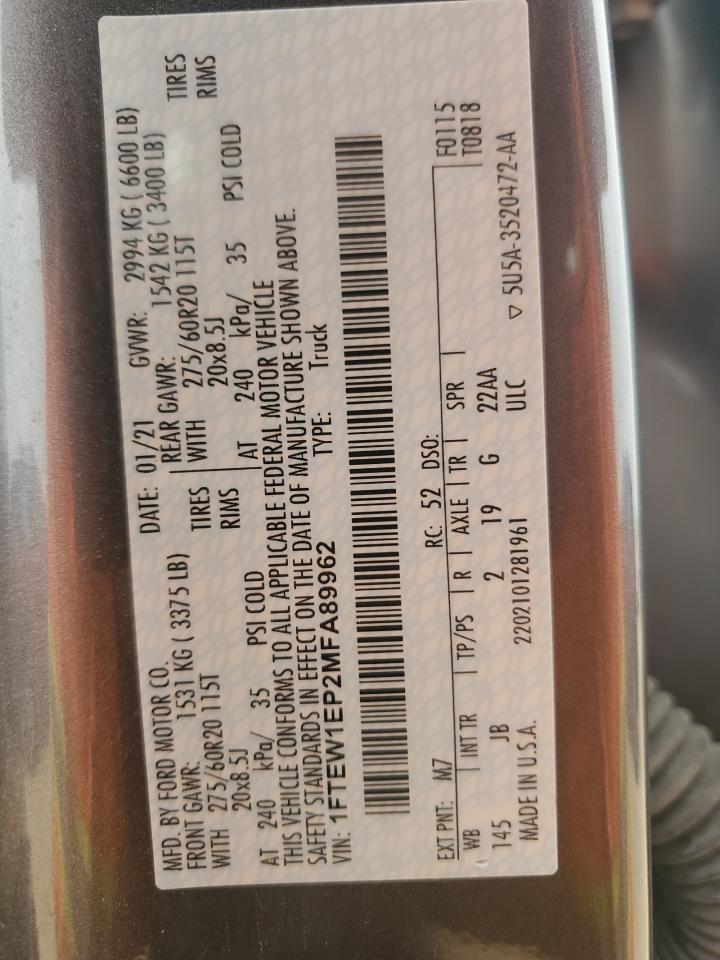 MFD. BY FORD MOTOR CO.
DATE: 01/21 GVWR: 2994 KG ( 6600 LB)
FRONT GAWR: 1531 KG ( 3375 LB)
REAR GAWR: 1542 KG ( 3400 LB)
WITH 275/60R20 115T TIRES
WITH 275/60R20 115T TIRES
20x8.5J RIMS
20x8.5J RIMS
AT 240 kPa/ 35 PSI COLD
AT 240 kPa/ 35 PSI COLD
THIS VEHICLE CONFORMS TO ALL APPLICABLE FEDERAL MOTOR VEHICLE
SAFETY STANDARDS IN EFFECT ON THE DATE OF MANUFACTURE SHOWN ABOVE.
VIN: 1FTEW1EP2MFA89962 TYPE: Truck
EXT PNT: M7 RC: 52 DSO: F0115
WB INT TR TP/PS R AXLE TR SPR T0818
145 JB 2 19 G 22AA
MADE IN U.S.A. 2202101281961 ULC
▽ 5U5A-3520472-AA